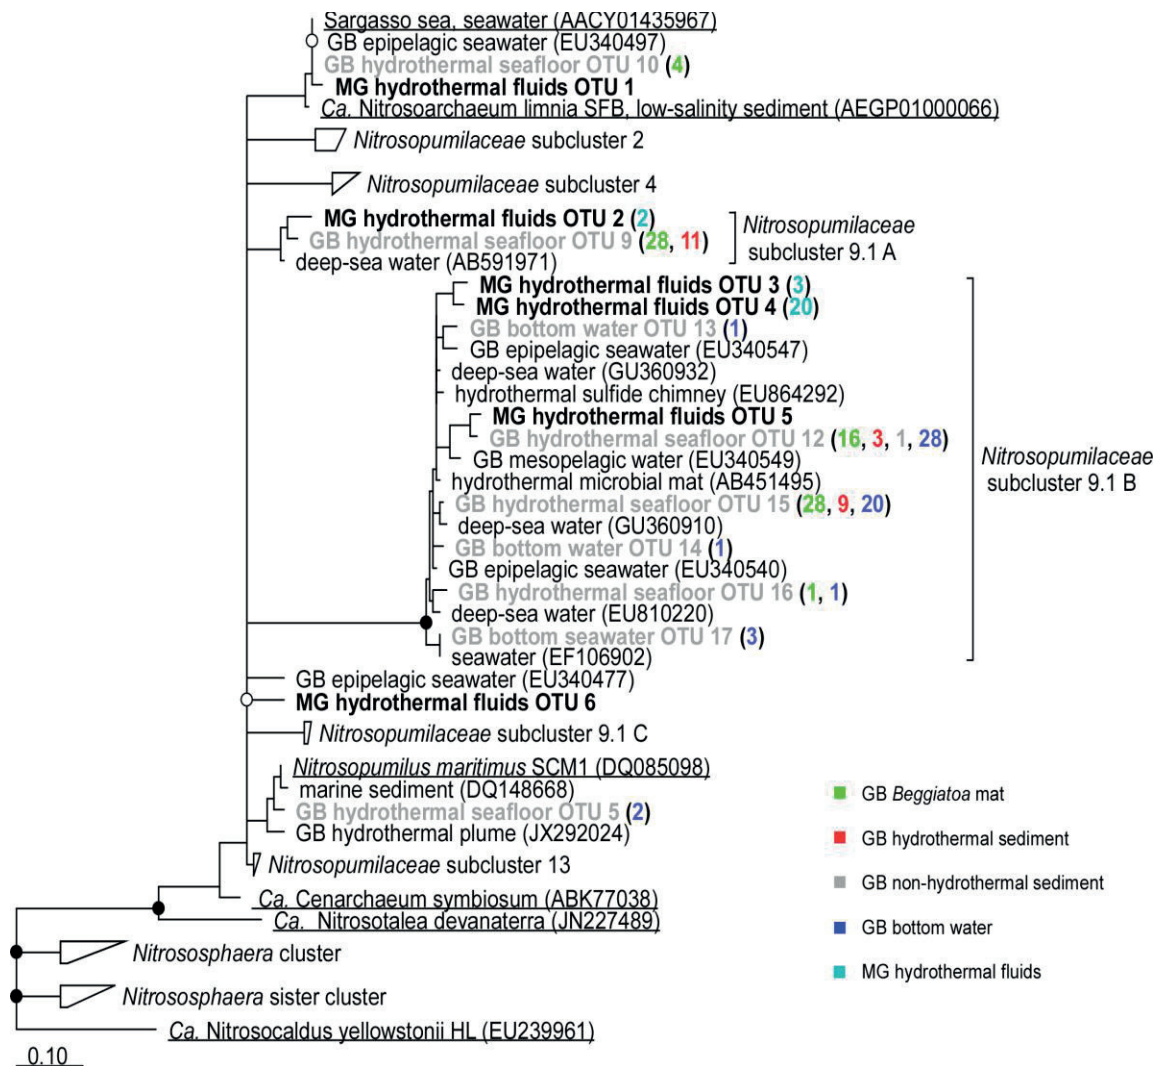 Sargasso sea, seawater (AACY01435967)
GB epipelagic seawater (EU340497)
GB hydrothermal seafloor OTU 10 (4)
MG hydrothermal fluids OTU 1
Ca. Nitrosoarchaeum limnia SFB, low-salinity sediment (AEGP01000066)
Nitrosopumilaceae subcluster 2
Nitrosopumilaceae subcluster 4
MG hydrothermal fluids OTU 2 (2)
GB hydrothermal seafloor OTU 9 (28, 11)
deep-sea water (AB591971)
Nitrosopumilaceae
subcluster 9.1 A
MG hydrothermal fluids OTU 3 (3)
MG hydrothermal fluids OTU 4 (20)
GB bottom water OTU 13 (1)
GB epipelagic seawater (EU340547)
deep-sea water (GU360932)
hydrothermal sulfide chimney (EU864292)
MG hydrothermal fluids OTU 5
GB hydrothermal seafloor OTU 12 (16, 3, 1, 28)
GB mesopelagic water (EU340549)
hydrothermal microbial mat (AB451495)
GB hydrothermal seafloor OTU 15 (28, 9, 20)
deep-sea water (GU360910)
GB bottom water OTU 14 (1)
GB epipelagic seawater (EU340540)
GB hydrothermal seafloor OTU 16 (1, 1)
deep-sea water (EU810220)
GB bottom seawater OTU 17 (3)
seawater (EF106902)
Nitrosopumilaceae
subcluster 9.1 B
GB epipelagic seawater (EU340477)
MG hydrothermal fluids OTU 6
Nitrosopumilaceae subcluster 9.1 C
Nitrosopumilus maritimus SCM1 (DQ085098)
marine sediment (DQ148668)
GB hydrothermal seafloor OTU 5 (2)
GB hydrothermal plume (JX292024)
Nitrosopumilaceae subcluster 13
Ca. Cenarchaeum symbiosum (ABK77038)
Ca. Nitrosotalea devanaterra (JN227489)
Nitrososphaera cluster
Nitrososphaera sister cluster
Ca. Nitrosocaldus yellowstonii HL (EU239961)
0.10
GB Beggiatoa mat
GB hydrothermal sediment
GB non-hydrothermal sediment
GB bottom water
MG hydrothermal fluids